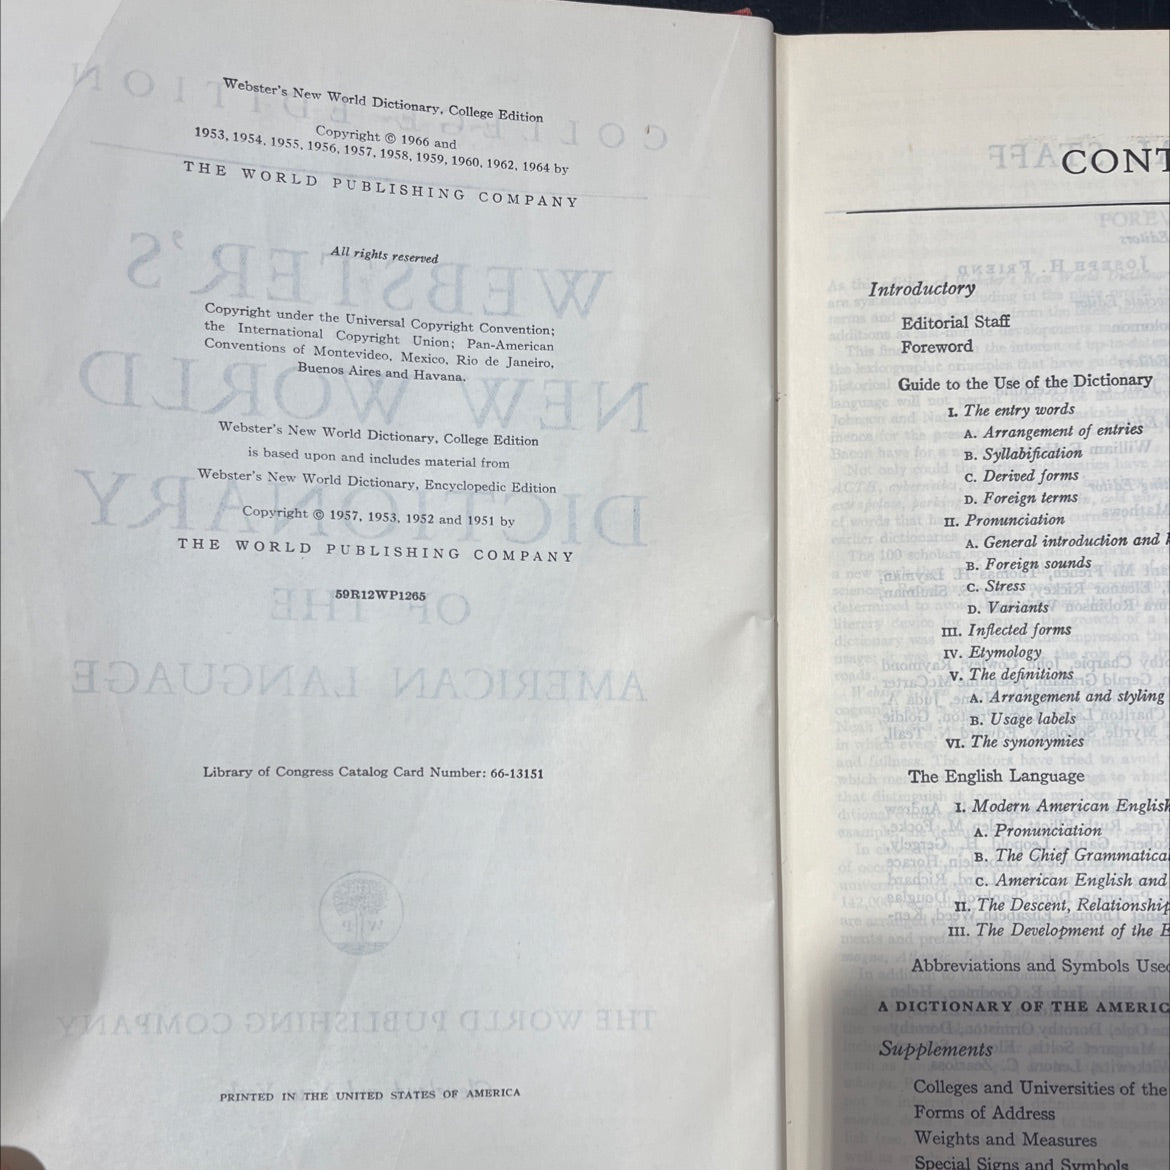 Webster's New World Dictionary, College Edition
Copyright © 1966 and
1953, 1954, 1955, 1956, 1957, 1958, 1959, 1960, 1962, 1964 by
THE WORLD PUBLISHING COMPANY
All rights reserved
Copyright under the Universal Copyright Convention;
the International Copyright Union; Pan-American
Conventions of Montevideo, Mexico, Rio de Janeiro,
Buenos Aires and Havana.
Webster's New World Dictionary, College Edition
is based upon and includes material from
Webster's New World Dictionary, Encyclopedic Edition
Copyright © 1957, 1953, 1952 and 1951 by
THE WORLD PUBLISHING COMPANY
59R12WP1265
Library of Congress Catalog Card Number: 66-13151
PRINTED IN THE UNITED STATES OF AMERICA
CONT
Introductory
Editorial Staff
Foreword
Guide to the Use of the Dictionary
I. The entry words
A. Arrangement of entries
B. Syllabification
C. Derived forms
D. Foreign terms
II. Pronunciation
A. General introduction and
B. Foreign sounds
C. Stress
D. Variants
III. Inflected forms
IV. Etymology
V. The definitions
A. Arrangement and styling
B. Usage labels
VI. The synonymies
The English Language
I. Modern American English
A. Pronunciation
B. The Chief Grammatical
C. American English and
II. The Descent, Relationship
III. The Development of the E
Abbreviations and Symbols Used
A DICTIONARY OF THE AMERIC
Supplements
Colleges and Universities of the
Forms of Address
Weights and Measures
Special Signs and Symbols